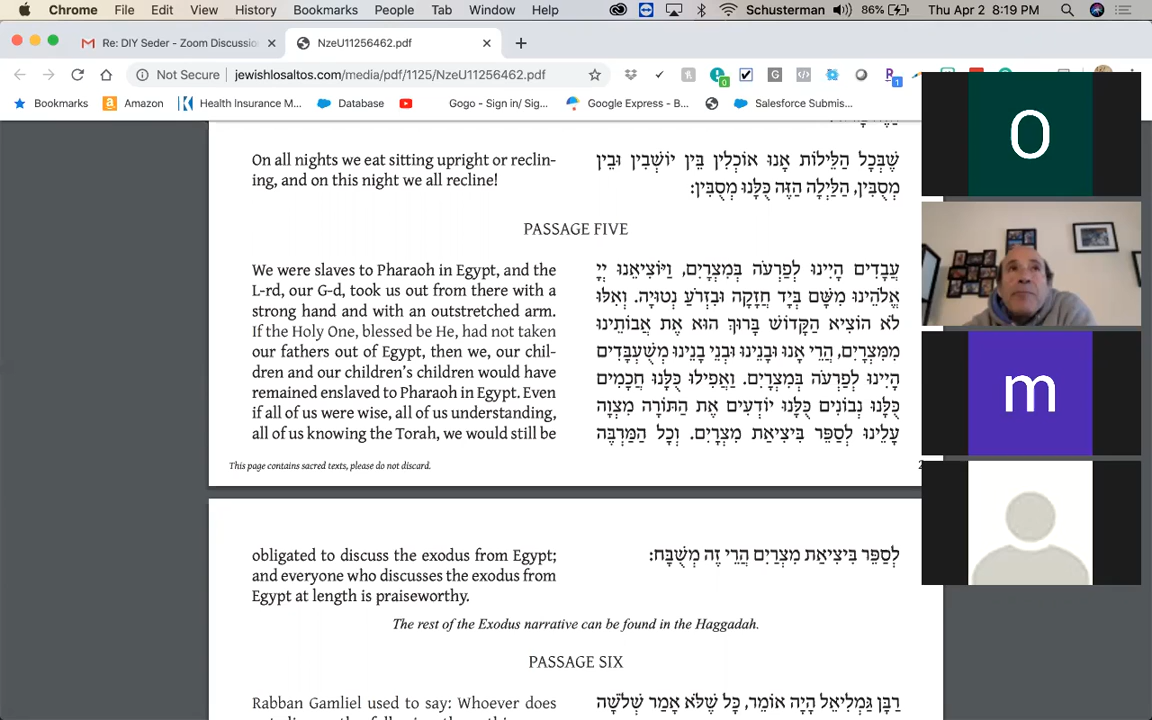 Chrome File Edit View History Bookmarks People Tab Window Help Schusterman 86% Thu Apr 2 8:19 PM
Re: DIY Seder - Zoom Discussio
NzeU11256462.pdf
Not Secure jewishlosaltos.com/media/pdf/1125/NzeU11256462.pdf
Bookmarks Amazon Health Insurance M... Database Gogo - Sign in/ Sig... Google Express - B... Salesforce Submis...
On all nights we eat sitting upright or reclin-
ing, and on this night we all recline!
שֶׁבְּכָל הַלֵּילוֹת אָנוּ אוֹכְלִין בֵּין יוֹשְׁבִין וּבֵין
מְסֻבִּין, הַלַּיְלָה הַזֶּה כֻּלָּנוּ מְסֻבִּין:
PASSAGE FIVE
We were slaves to Pharaoh in Egypt, and the
L-rd, our G-d, took us out from there with a
strong hand and with an outstretched arm.
If the Holy One, blessed be He, had not taken
our fathers out of Egypt, then we, our chil-
dren and our children's children would have
remained enslaved to Pharaoh in Egypt. Even
if all of us were wise, all of us understanding,
all of us knowing the Torah, we would still be
עֲבָדִים הָיִינוּ לְפַרְעֹה בְּמִצְרָיִם, וַיּוֹצִיאֵנוּ יְיָ
אֱלֹהֵינוּ מִשָּׁם בְּיָד חֲזָקָה וּבִזְרֹעַ נְטוּיָה. וְאִלּוּ
לֹא הוֹצִיא הַקָּדוֹשׁ בָּרוּךְ הוּא אֶת אֲבוֹתֵינוּ
מִמִּצְרָיִם, הֲרֵי אָנוּ וּבָנֵינוּ וּבְנֵי בָנֵינוּ מְשֻׁעְבָּדִים
הָיִינוּ לְפַרְעֹה בְּמִצְרָיִם. וַאֲפִילוּ כֻּלָּנוּ חֲכָמִים
כֻּלָּנוּ נְבוֹנִים כֻּלָּנוּ יוֹדְעִים אֶת הַתּוֹרָה מִצְוָה
עָלֵינוּ לְסַפֵּר בִּיצִיאַת מִצְרָיִם. וְכָל הַמַּרְבֶּה
This page contains sacred texts, please do not discard.
2
obligated to discuss the exodus from Egypt;
and everyone who discusses the exodus from
Egypt at length is praiseworthy.
לְסַפֵּר בִּיצִיאַת מִצְרַיִם הֲרֵי זֶה מְשֻׁבָּח:
The rest of the Exodus narrative can be found in the Haggadah.
PASSAGE SIX
Rabban Gamliel used to say: Whoever does
רַבָּן גַּמְלִיאֵל הָיָה אוֹמֵר, כָּל שֶׁלֹּא אָמַר שְׁלֹשָׁה
O
m